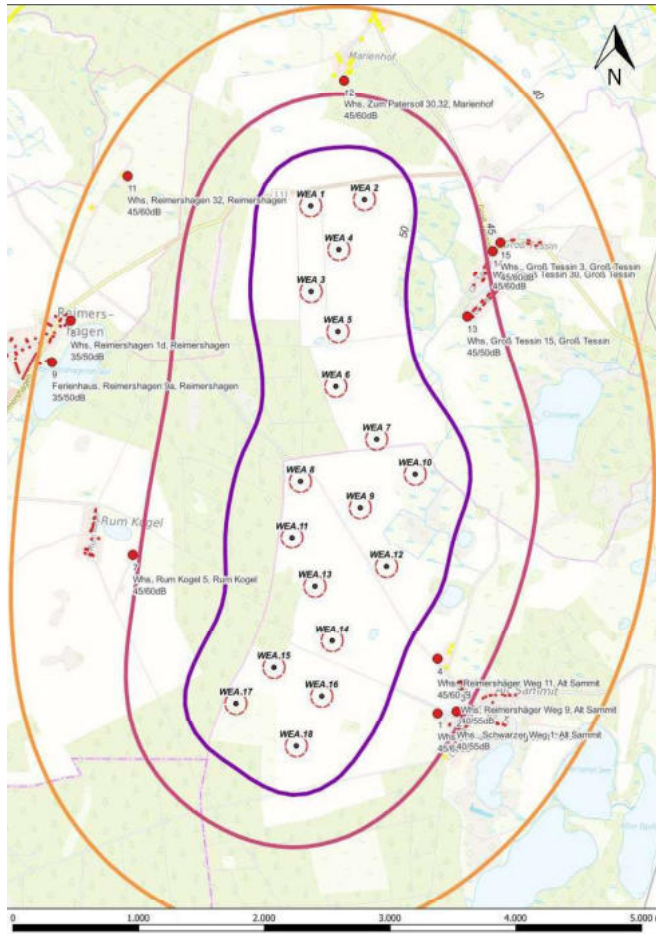 Marienhof
N
40
12
Whs, Zum Patersoll 30,32, Marienhof
45/60dB
11
Whs, Reimershagen 32, Reimershagen
45/60dB
WEA 1
WEA 2
50
45
WEA 4
15
Whs, Groß Tessin 3, Groß Tessin
45/60dB
45/60dB
WEA 3
Reimers-
hagen
WEA 5
13
Whs, Groß Tessin 15, Groß Tessin
45/50dB
Whs, Reimershagen 1d, Reimershagen
35/50dB
9
Ferienhaus, Reimershagen 9a, Reimershagen
35/50dB
WEA 6
WEA 7
WEA 8
WEA.10
WEA 9
Rum Kogel
WEA.11
WEA.12
Whs, Rum Kogel 5, Rum Kogel
45/60dB
WEA.13
WEA.14
WEA.15
4
Whs, Reimershäger Weg 11, Alt Sammit
WEA.17
WEA.16
Whs, Reimershäger Weg 9, Alt Sammit
40/55dB
1
Whs, Schwarzer Weg 1, Alt Sammit
40/55dB
WEA.18
0
1.000
2.000
3.000
4.000
5.000